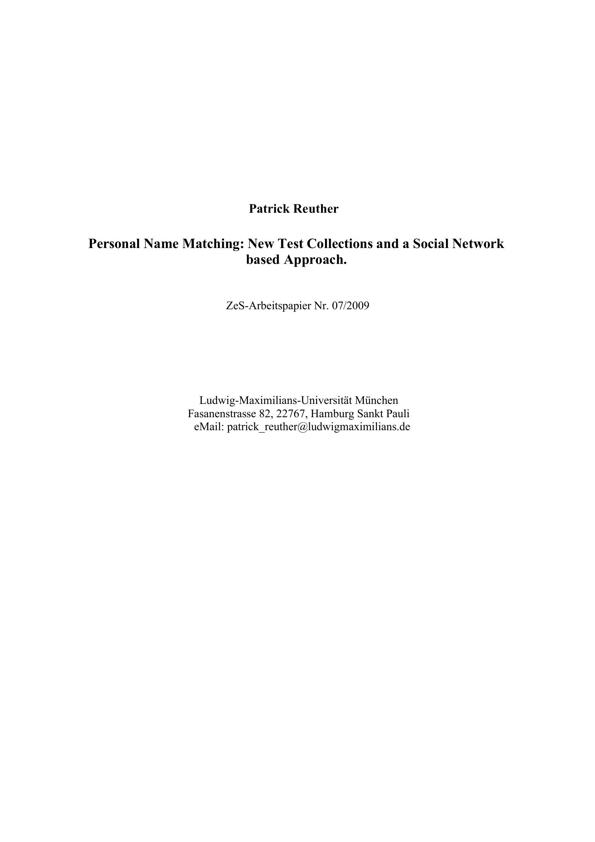 Patrick Reuther
Personal Name Matching: New Test Collections and a Social Network
based Approach.
ZeS-Arbeitspapier Nr. 07/2009
Ludwig-Maximilians-Universität München
Fasanenstrasse 82, 22767, Hamburg Sankt Pauli
eMail: patrick_reuther@ludwigmaximilians.de